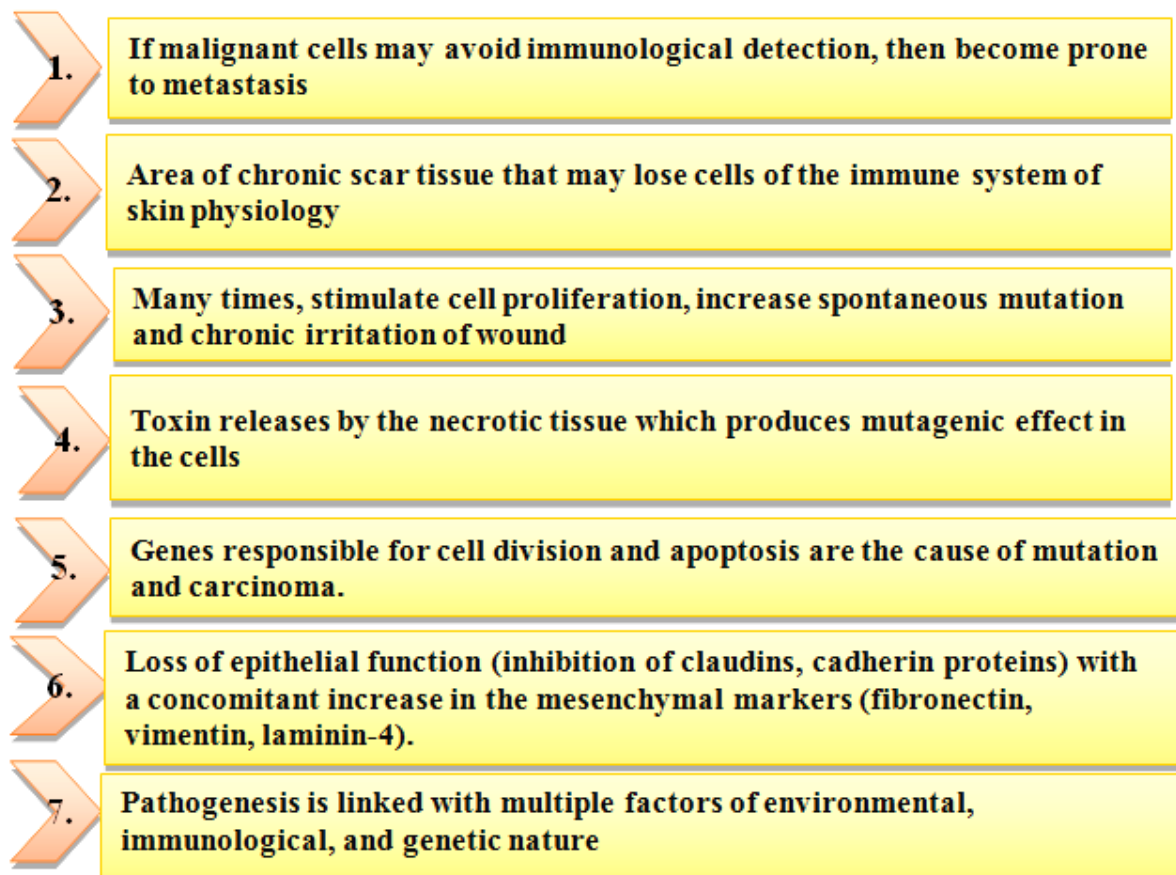 1.
If malignant cells may avoid immunological detection, then become prone
to metastasis
2.
Area of chronic scar tissue that may lose cells of the immune system of
skin physiology
3.
Many times, stimulate cell proliferation, increase spontaneous mutation
and chronic irritation of wound
4.
Toxin releases by the necrotic tissue which produces mutagenic effect in
the cells
5.
Genes responsible for cell division and apoptosis are the cause of mutation
and carcinoma.
6.
Loss of epithelial function (inhibition of claudins, cadherin proteins) with
a concomitant increase in the mesenchymal markers (fibronectin,
vimentin, laminin-4).
7.
Pathogenesis is linked with multiple factors of environmental,
immunological, and genetic nature